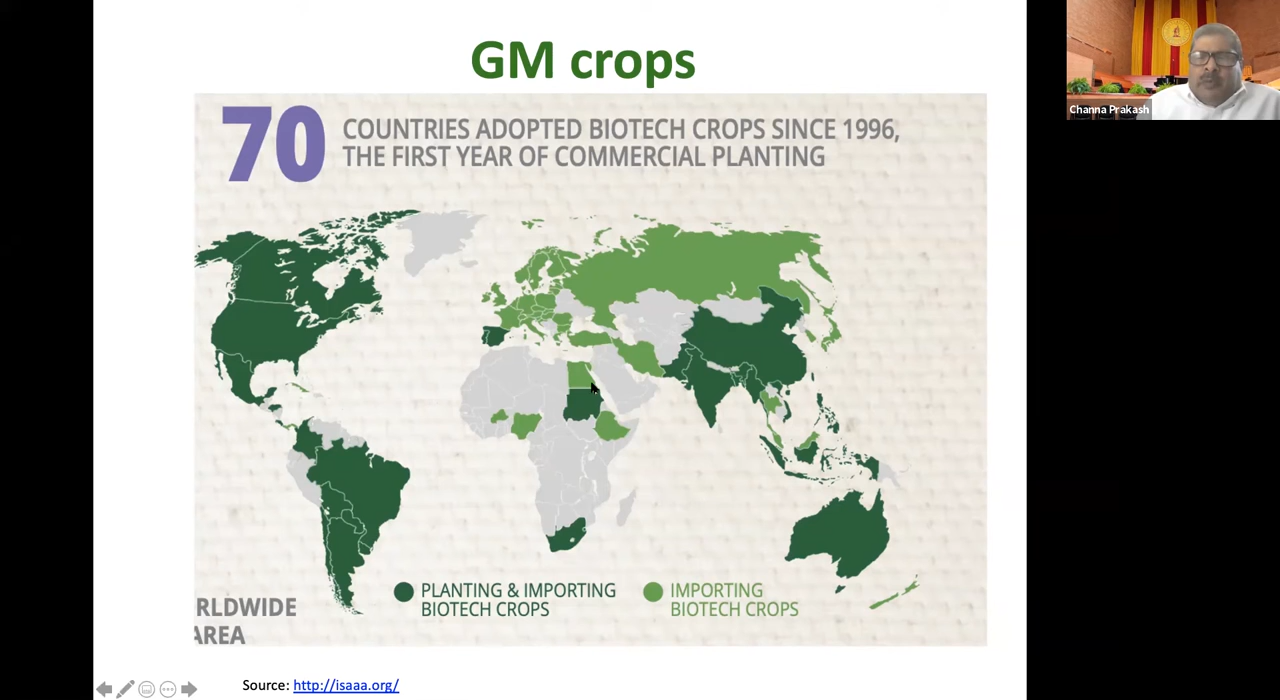 GM crops
70
COUNTRIES ADOPTED BIOTECH CROPS SINCE 1996,
THE FIRST YEAR OF COMMERCIAL PLANTING
PLANTING & IMPORTING
BIOTECH CROPS
IMPORTING
BIOTECH CROPS
RLDWIDE
AREA
Source: http://isaaa.org/
Channa Prakash